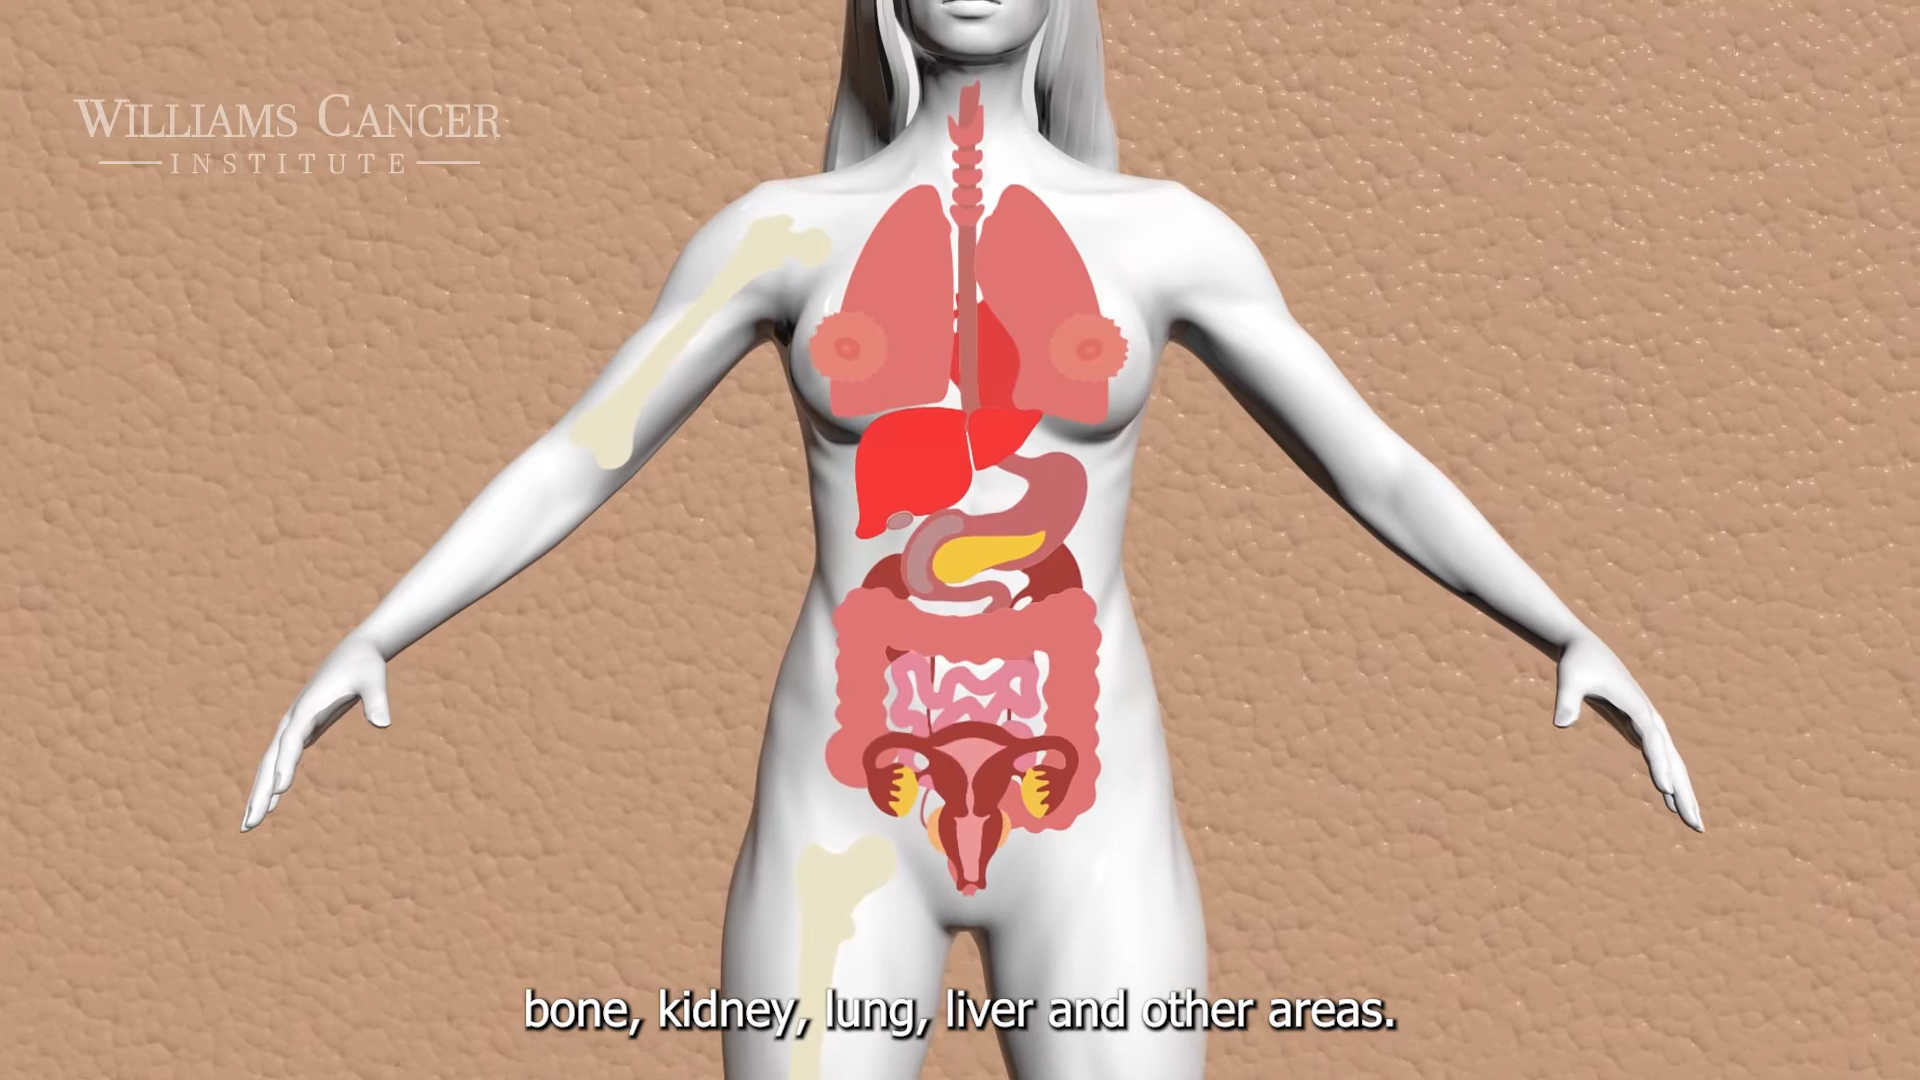 WILLIAMS CANCER
INSTITUTE
bone, kidney, lung, liver and other areas.